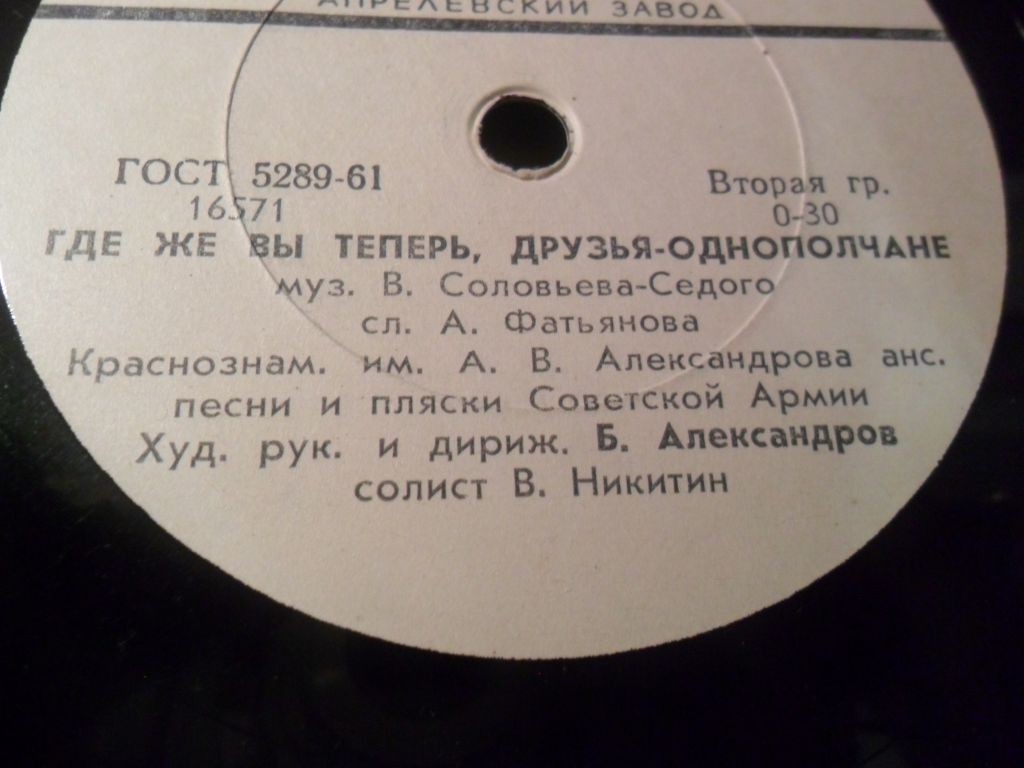 АПРЕЛЕВСКИЙ ЗАВОД
ГОСТ 5289-61
16571
Вторая гр.
0-30
ГДЕ ЖЕ ВЫ ТЕПЕРЬ, ДРУЗЬЯ-ОДНОПОЛЧАНЕ
муз. В. Соловьева-Седого
сл. А. Фатьянова
Краснознам. им. А. В. Александрова анс.
песни и пляски Советской Армии
Худ. рук. и дириж. Б. Александров
солист В. Никитин